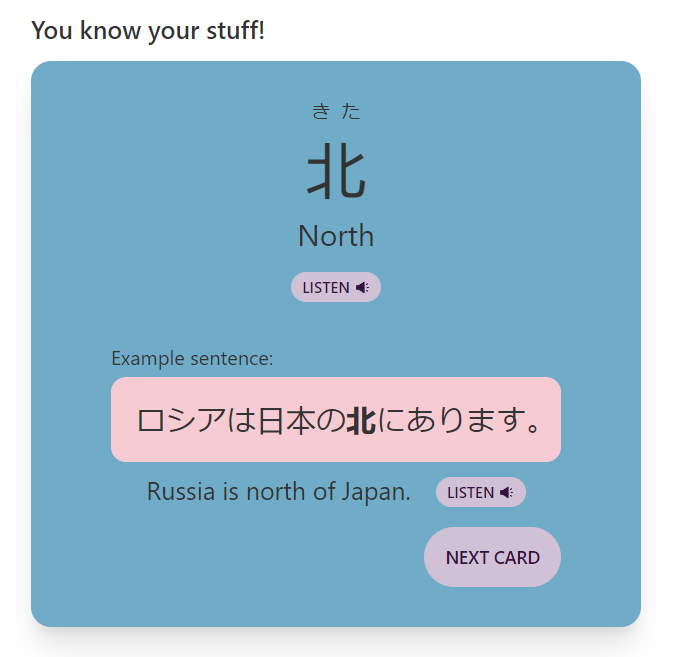 You know your stuff!
きた
北
North
LISTEN
Example sentence:
ロシアは日本の北にあります。
Russia is north of Japan.
LISTEN
NEXT CARD